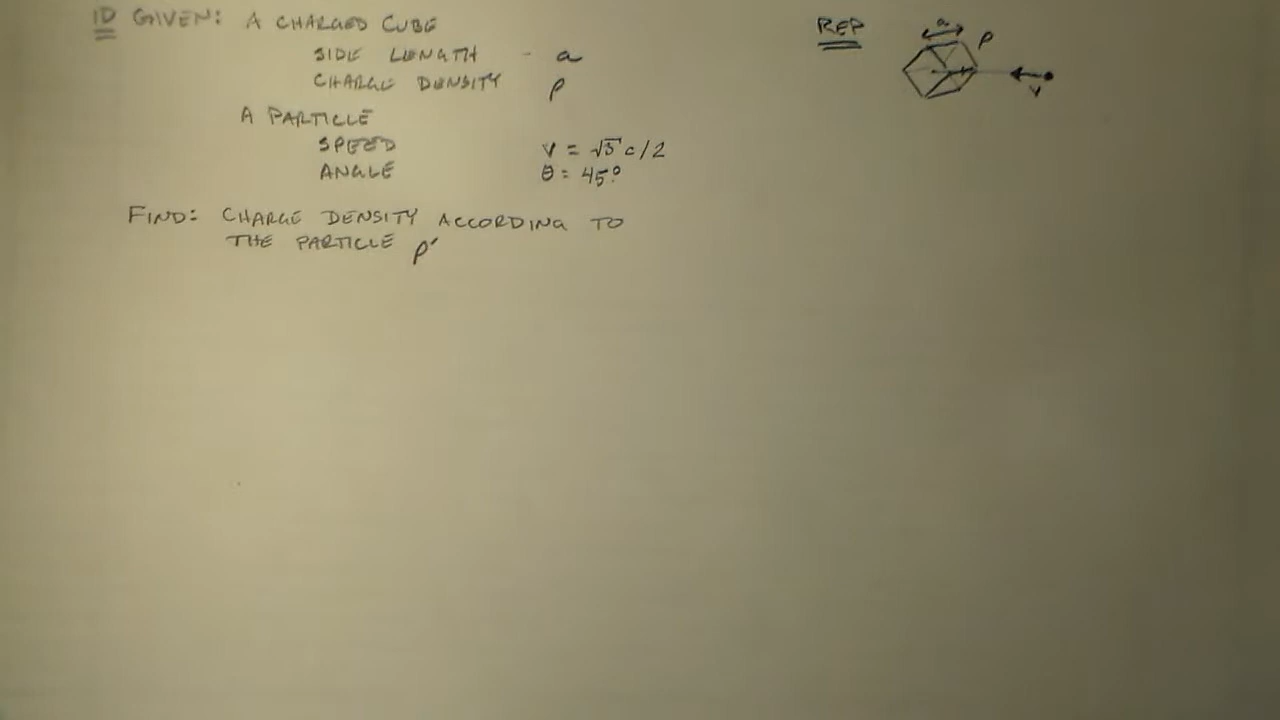 ID GIVEN: A CHARGED CUBE
SIDE LENGTH - a
CHARGE DENSITY ρ
A PARTICLE
SPEED v = √3 c/2
ANGLE θ = 45°
FIND: CHARGE DENSITY ACCORDING TO
THE PARTICLE ρ'
REP
a
ρ
v